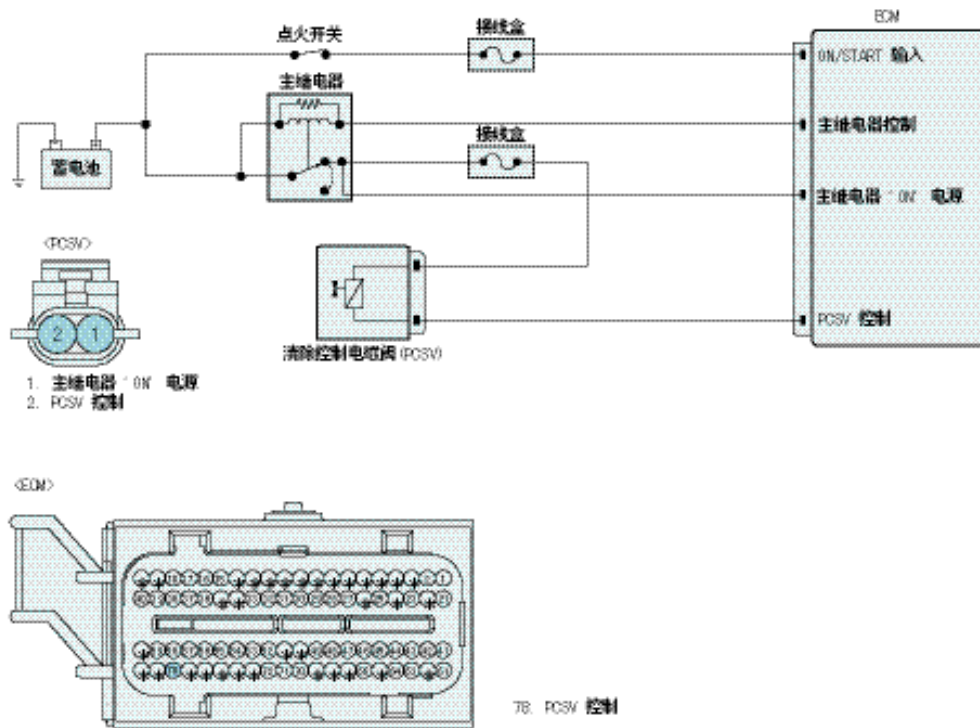 ECM
点火开关
接线盒
ON/START 输入
主继电器
主继电器控制
接线盒
蓄电池
主继电器 "ON" 电源
<PCSV>
2 1
PCSV 控制
清除控制电磁阀 (PCSV)
1. 主继电器 "ON" 电源
2. PCSV 控制
<ECM>
78. PCSV 控制